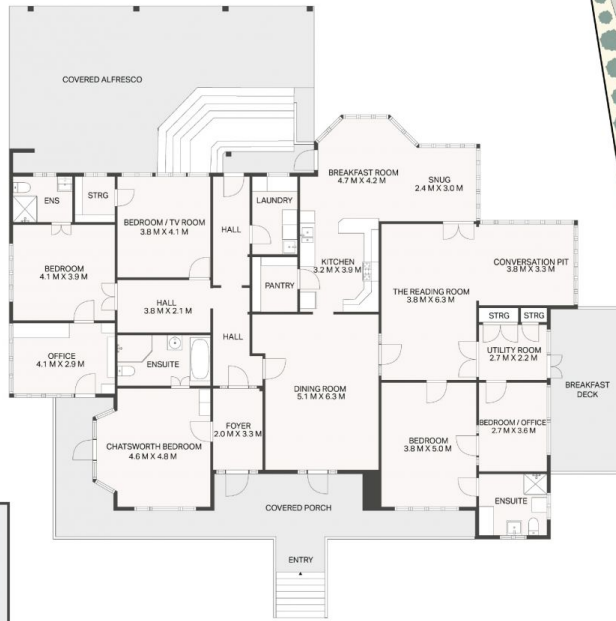 COVERED ALFRESCO
ENS
STRG
BEDROOM / TV ROOM
3.8 M X 4.1 M
HALL
LAUNDRY
BREAKFAST ROOM
4.7 M X 4.2 M
SNUG
2.4 M X 3.0 M
BEDROOM
4.1 M X 3.9 M
HALL
3.8 M X 2.1 M
PANTRY
KITCHEN
3.2 M X 3.9 M
THE READING ROOM
3.8 M X 6.3 M
CONVERSATION PIT
3.8 M X 3.3 M
STRG
STRG
OFFICE
4.1 M X 2.9 M
ENSUITE
HALL
UTILITY ROOM
2.7 M X 2.2 M
DINING ROOM
5.1 M X 6.3 M
BREAKFAST
DECK
CHATSWORTH BEDROOM
4.6 M X 4.8 M
FOYER
2.0 M X 3.3 M
BEDROOM
3.8 M X 5.0 M
BEDROOM / OFFICE
2.7 M X 3.6 M
ENSUITE
COVERED PORCH
ENTRY